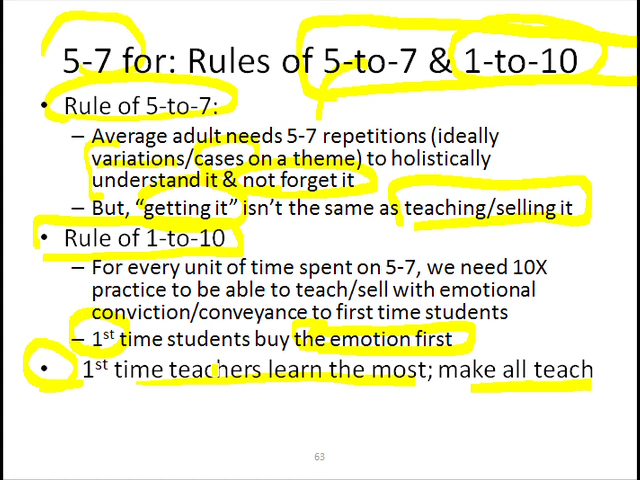 5-7 for: Rules of 5-to-7 & 1-to-10
• Rule of 5-to-7:
– Average adult needs 5-7 repetitions (ideally
variations/cases on a theme) to holistically
understand it & not forget it
– But, “getting it” isn’t the same as teaching/selling it
• Rule of 1-to-10
– For every unit of time spent on 5-7, we need 10X
practice to be able to teach/sell with emotional
conviction/conveyance to first time students
– 1st time students buy the emotion first
• 1st time teachers learn the most; make all teach
63